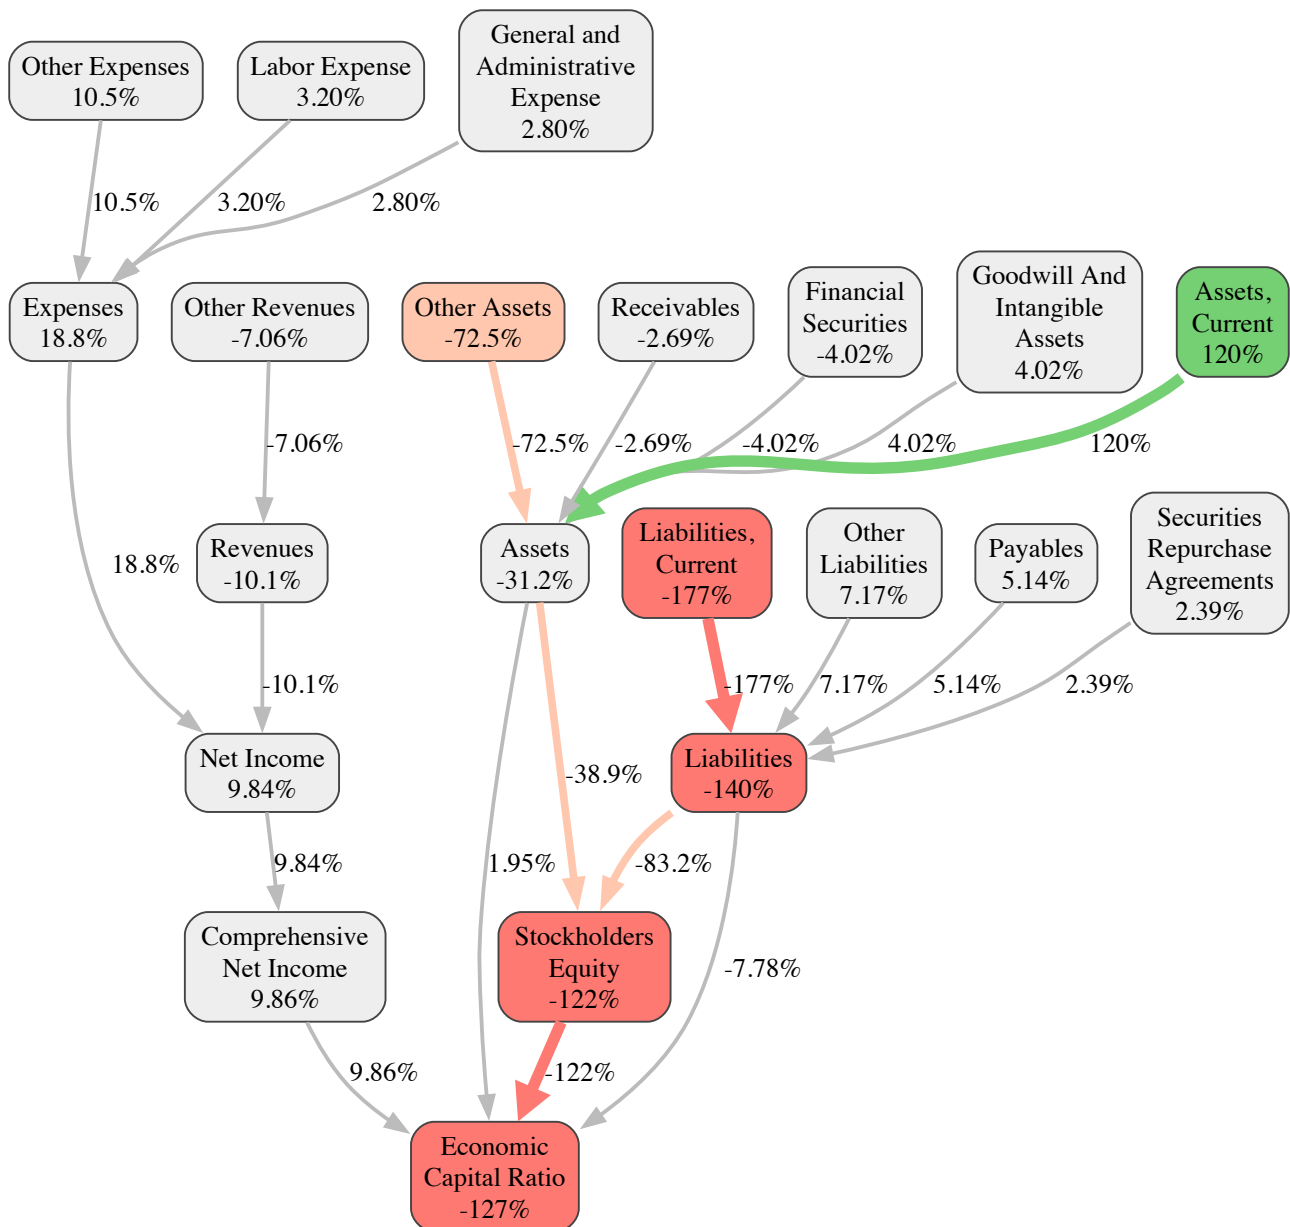 Other Expenses
10.5%
Labor Expense
3.20%
General and
Administrative
Expense
2.80%
10.5%
3.20%
2.80%
Expenses
18.8%
Other Revenues
-7.06%
Other Assets
-72.5%
Receivables
-2.69%
Financial
Securities
-4.02%
Goodwill And
Intangible
Assets
4.02%
Assets,
Current
120%
-7.06%
-72.5%
-2.69%
-4.02%
4.02%
120%
18.8%
Revenues
-10.1%
Assets
-31.2%
Liabilities,
Current
-177%
Other
Liabilities
7.17%
Payables
5.14%
Securities
Repurchase
Agreements
2.39%
-10.1%
-177%
7.17%
5.14%
2.39%
Net Income
9.84%
-38.9%
Liabilities
-140%
9.84%
1.95%
-83.2%
Comprehensive
Net Income
9.86%
Stockholders
Equity
-122%
-7.78%
9.86%
-122%
Economic
Capital Ratio
-127%